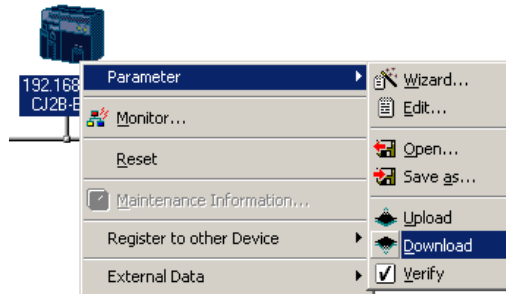 192.168
CJ2B-E
Parameter
Monitor...
Reset
Maintenance Information...
Register to other Device
External Data
Wizard...
Edit...
Open...
Save as...
Upload
Download
Verify